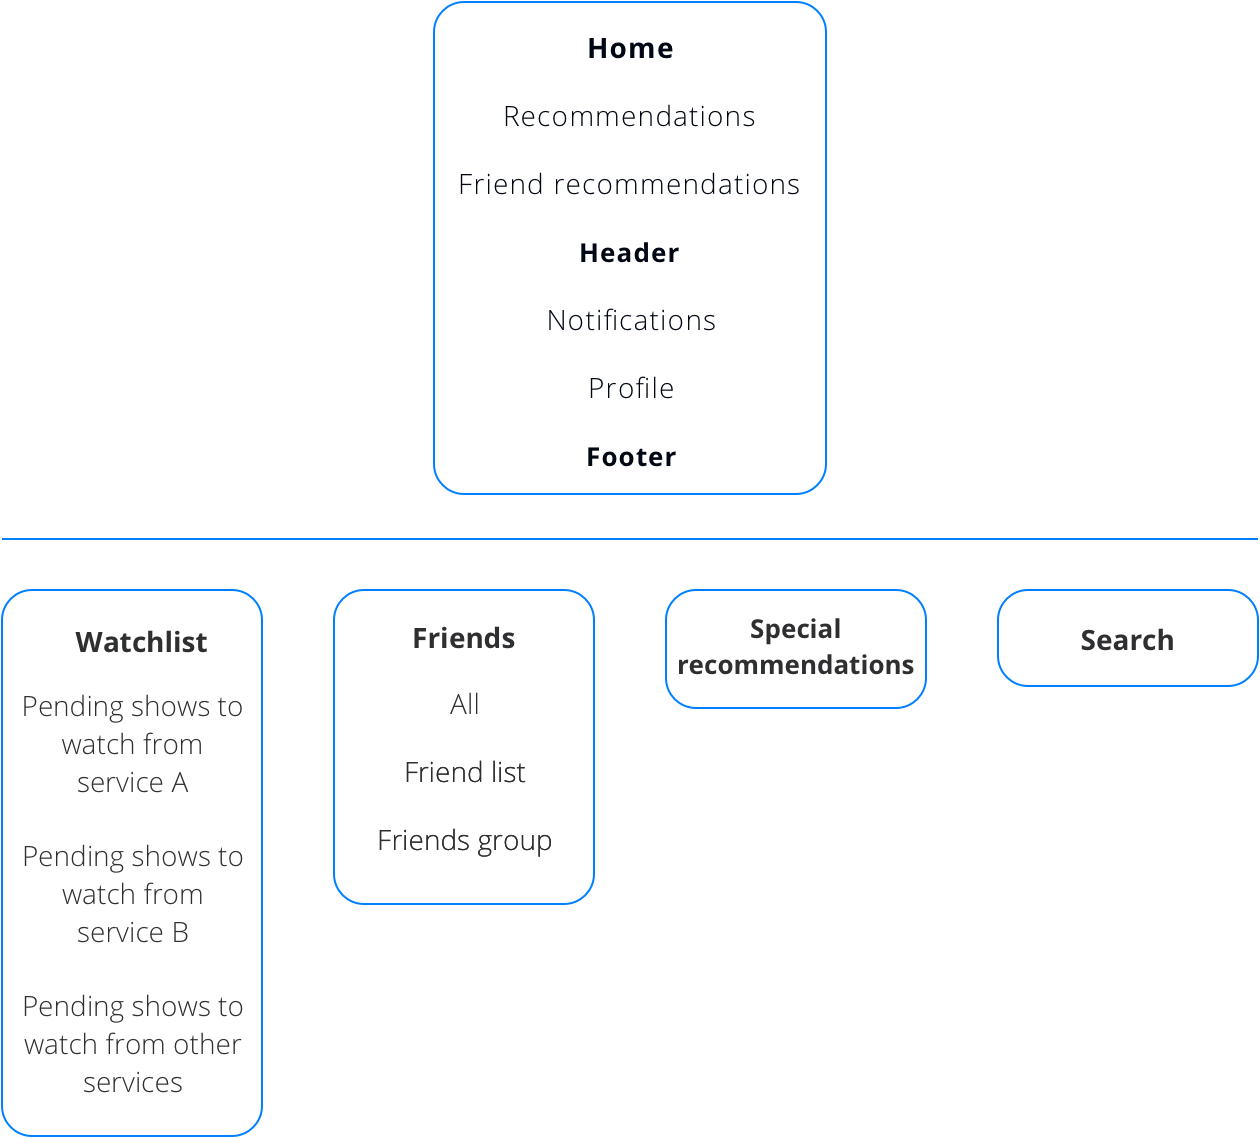 Home
Recommendations
Friend recommendations
Header
Notifications
Profile
Footer
Watchlist
Pending shows to
watch from
service A
Pending shows to
watch from
service B
Pending shows to
watch from other
services
Friends
All
Friend list
Friends group
Special
recommendations
Search